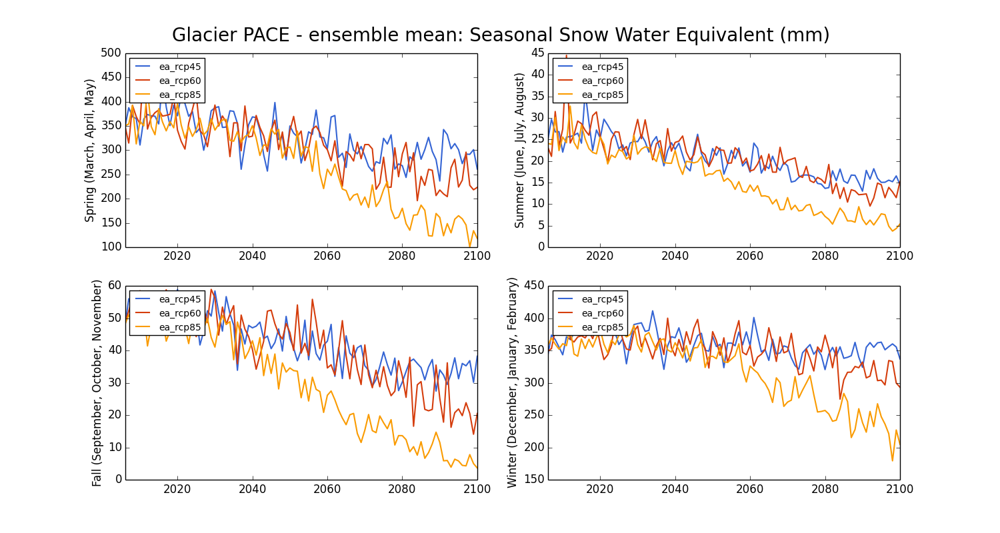 Glacier PACE - ensemble mean: Seasonal Snow Water Equivalent (mm)
Spring (March, April, May)
500
450
400
350
300
250
200
150
100
ea_rcp45
ea_rcp60
ea_rcp85
2020 2040 2060 2080 2100
Summer (June, July, August)
45
40
35
30
25
20
15
10
5
0
ea_rcp45
ea_rcp60
ea_rcp85
2020 2040 2060 2080 2100
Fall (September, October, November)
60
50
40
30
20
10
0
ea_rcp45
ea_rcp60
ea_rcp85
2020 2040 2060 2080 2100
Winter (December, January, February)
450
400
350
300
250
200
150
ea_rcp45
ea_rcp60
ea_rcp85
2020 2040 2060 2080 2100